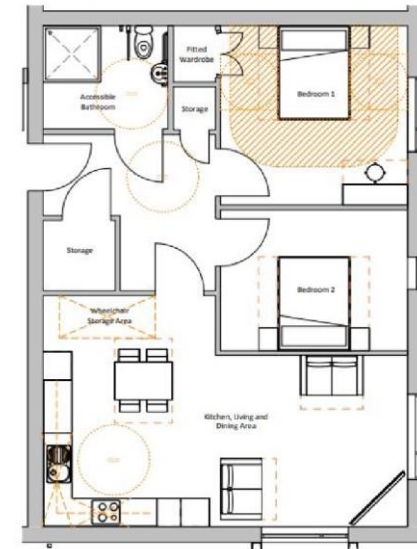 Fitted
Wardrobe
Accessible
Bathroom
Storage
Bedroom 1
Storage
Bedroom 2
Wheelchair
Storage Area
Kitchen, Living and
Dining Area